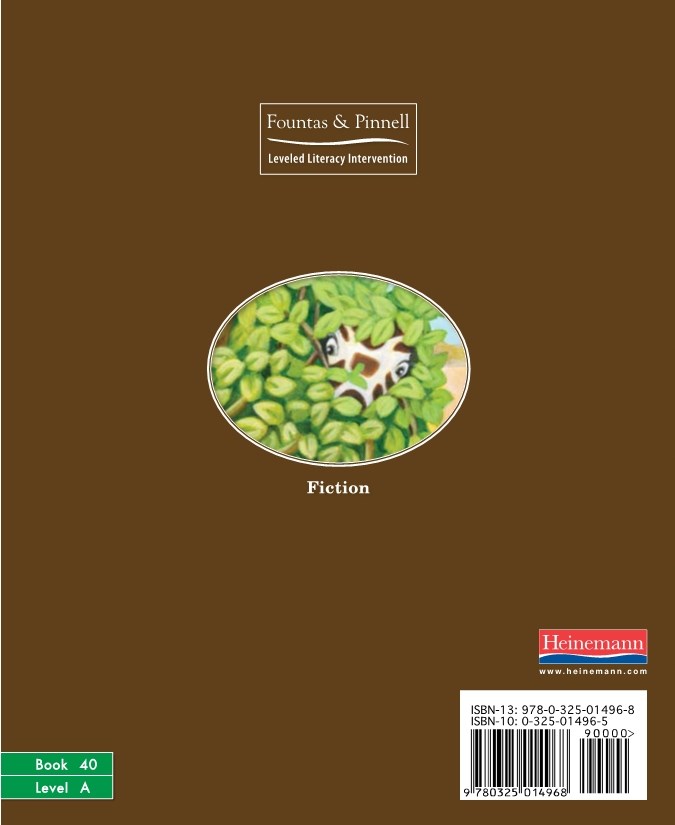 Fountas & Pinnell
Leveled Literacy Intervention
Fiction
Heinemann
www.heinemann.com
ISBN-13: 978-0-325-01496-8
ISBN-10: 0-325-01496-5
90000>
9 780325 014968
Book 40
Level A